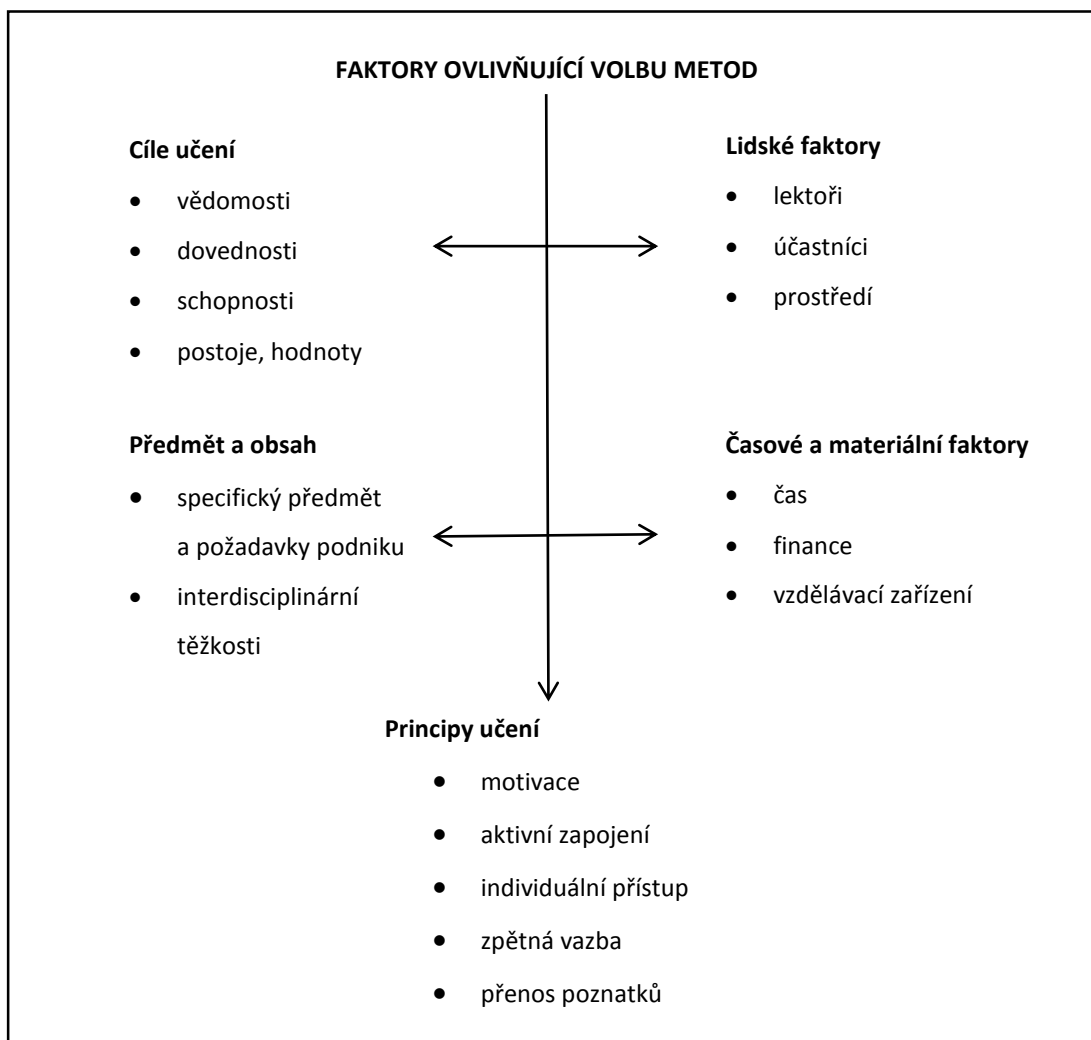 FAKTORY OVLIVŇUJÍCÍ VOLBU METOD
Cíle učení
• vědomosti
• dovednosti
• schopnosti
• postoje, hodnoty
Lidské faktory
• lektoři
• účastníci
• prostředí
Předmět a obsah
• specifický předmět
a požadavky podniku
• interdisciplinární
těžkosti
Časové a materiální faktory
• čas
• finance
• vzdělávací zařízení
Principy učení
• motivace
• aktivní zapojení
• individuální přístup
• zpětná vazba
• přenos poznatků